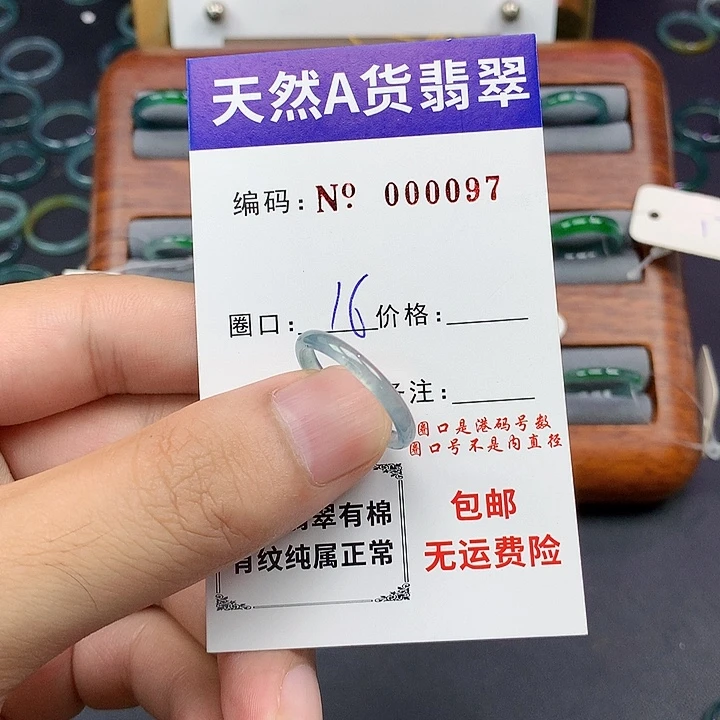 天然A货翡翠
编码：Nº 000097
圈口： 16 价格：
注：
圈口是港码号数
圈口号不是内直径
翠有棉
有纹纯属正常
包邮
无运费险